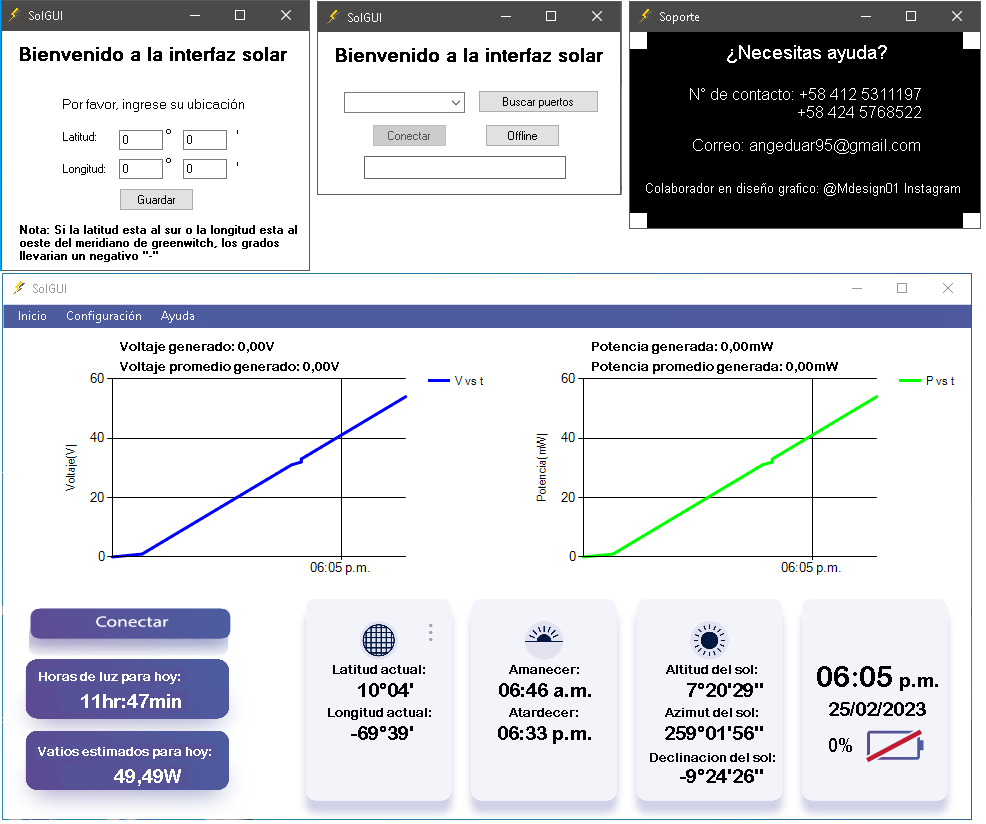 SolGUI
Bienvenido a la interfaz solar
Por favor, ingrese su ubicación
Latitud: 0 ° 0 '
Longitud: 0 ° 0 '
Guardar
Nota: Si la latitud esta al sur o la longitud esta al
oeste del meridiano de greenwitch, los grados
llevarian un negativo "-"
SolGUI
Bienvenido a la interfaz solar
Buscar puertos
Conectar Offline
Soporte
¿Necesitas ayuda?
N° de contacto: +58 412 5311197
+58 424 5768522
Correo: angeduar95@gmail.com
Colaborador en diseño grafico: @Mdesign01 Instagram
SolGUI
Inicio Configuración Ayuda
Voltaje generado: 0,00V
Voltaje promedio generado: 0,00V
60
40
20
0
Voltaje[V]
06:05 p.m.
V vs t
Potencia generada: 0,00mW
Potencia promedio generada: 0,00mW
60
40
20
0
Potencia[mW]
06:05 p.m.
P vs t
Conectar
Horas de luz para hoy:
11hr:47min
Vatios estimados para hoy:
49,49W
Latitud actual:
10°04'
Longitud actual:
-69°39'
Amanecer:
06:46 a.m.
Atardecer:
06:33 p.m.
Altitud del sol:
7°20'29"
Azimut del sol:
259°01'56"
Declinacion del sol:
-9°24'26"
06:05 p.m.
25/02/2023
0%